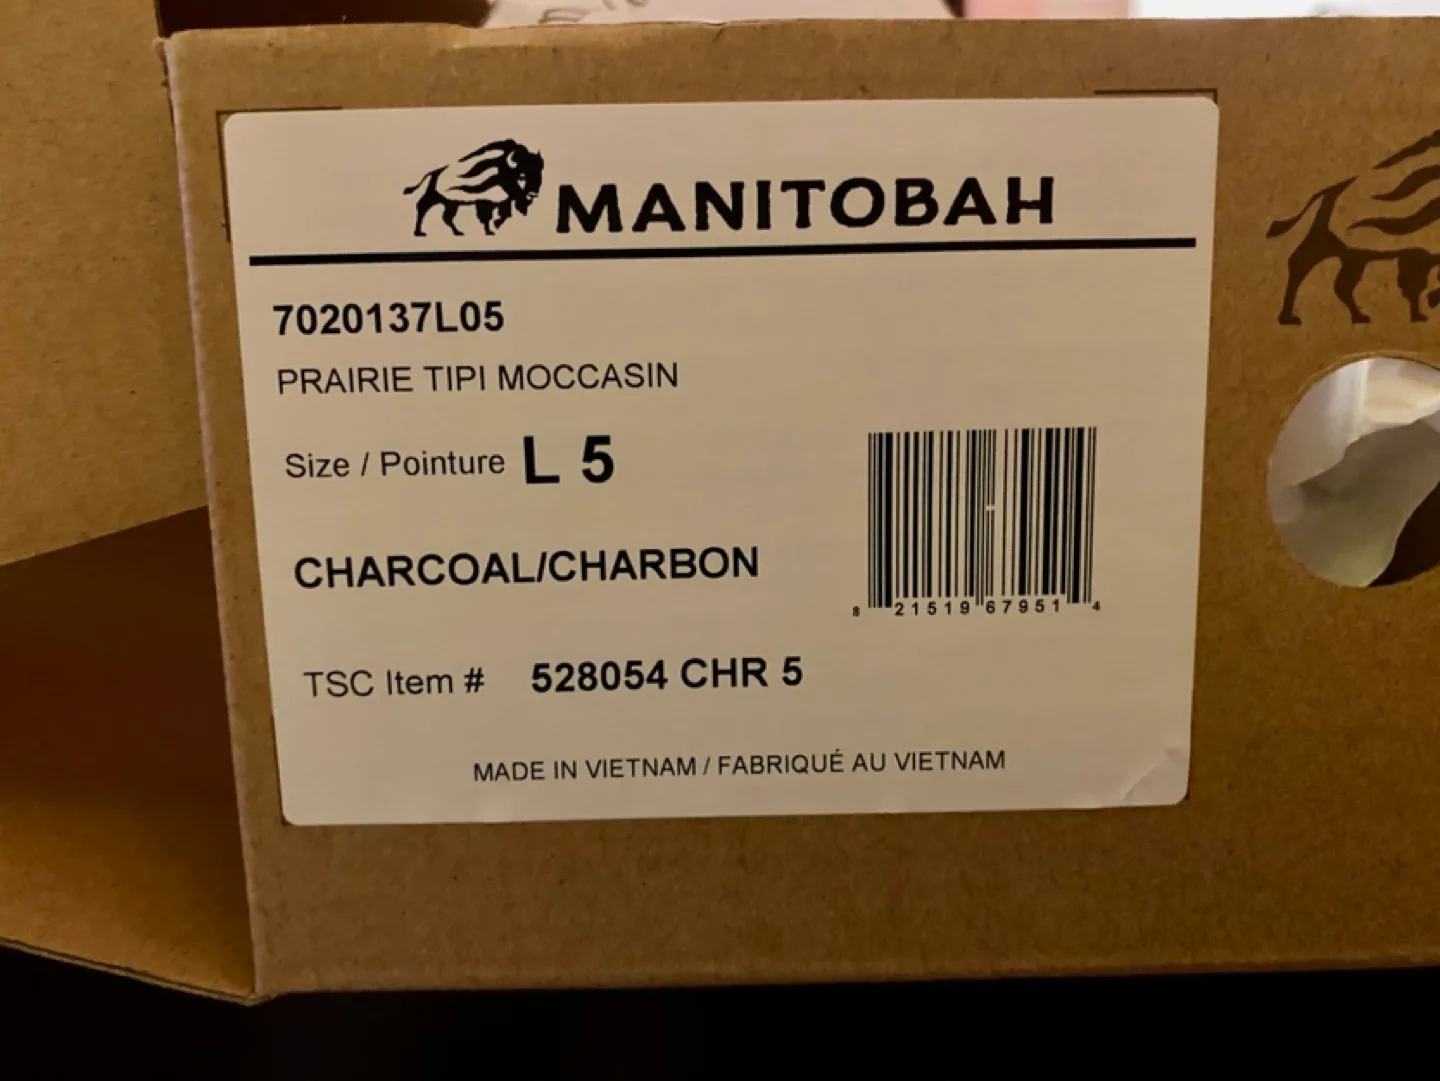 MANITOBAH
7020137L05
PRAIRIE TIPI MOCCASIN
Size / Pointure L 5
CHARCOAL/CHARBON
8 21519 67951 4
TSC Item # 528054 CHR 5
MADE IN VIETNAM / FABRIQUÉ AU VIETNAM